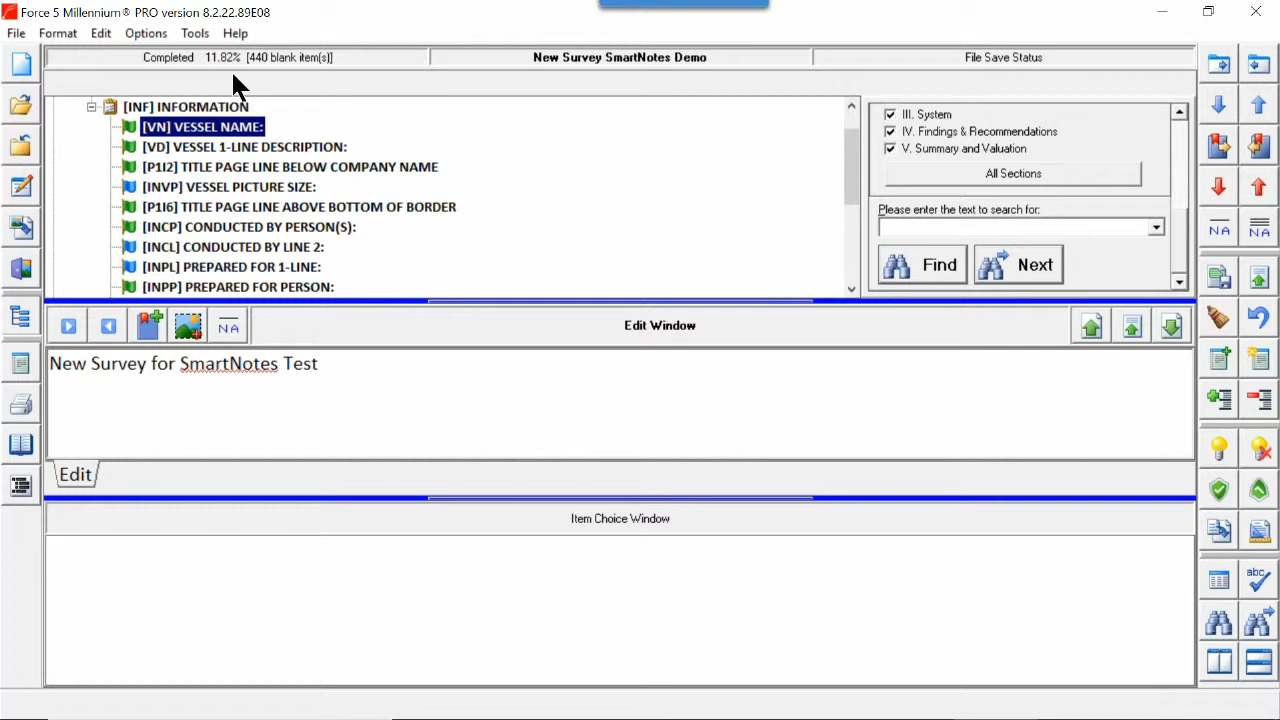 Force 5 Millennium® PRO version 8.2.22.89E08
File Format Edit Options Tools Help
Completed 11.82% [440 blank item(s)]
New Survey SmartNotes Demo
File Save Status
[INF] INFORMATION
[VN] VESSEL NAME:
[VD] VESSEL 1-LINE DESCRIPTION:
[P1I2] TITLE PAGE LINE BELOW COMPANY NAME
[INVP] VESSEL PICTURE SIZE:
[P1I6] TITLE PAGE LINE ABOVE BOTTOM OF BORDER
[INCP] CONDUCTED BY PERSON(S):
[INCL] CONDUCTED BY LINE 2:
[INPL] PREPARED FOR 1-LINE:
[INPP] PREPARED FOR PERSON:
III. System
IV. Findings & Recommendations
V. Summary and Valuation
All Sections
Please enter the text to search for:
Find Next
NA NA
NA
Edit Window
New Survey for SmartNotes Test
Edit
Item Choice Window
abc